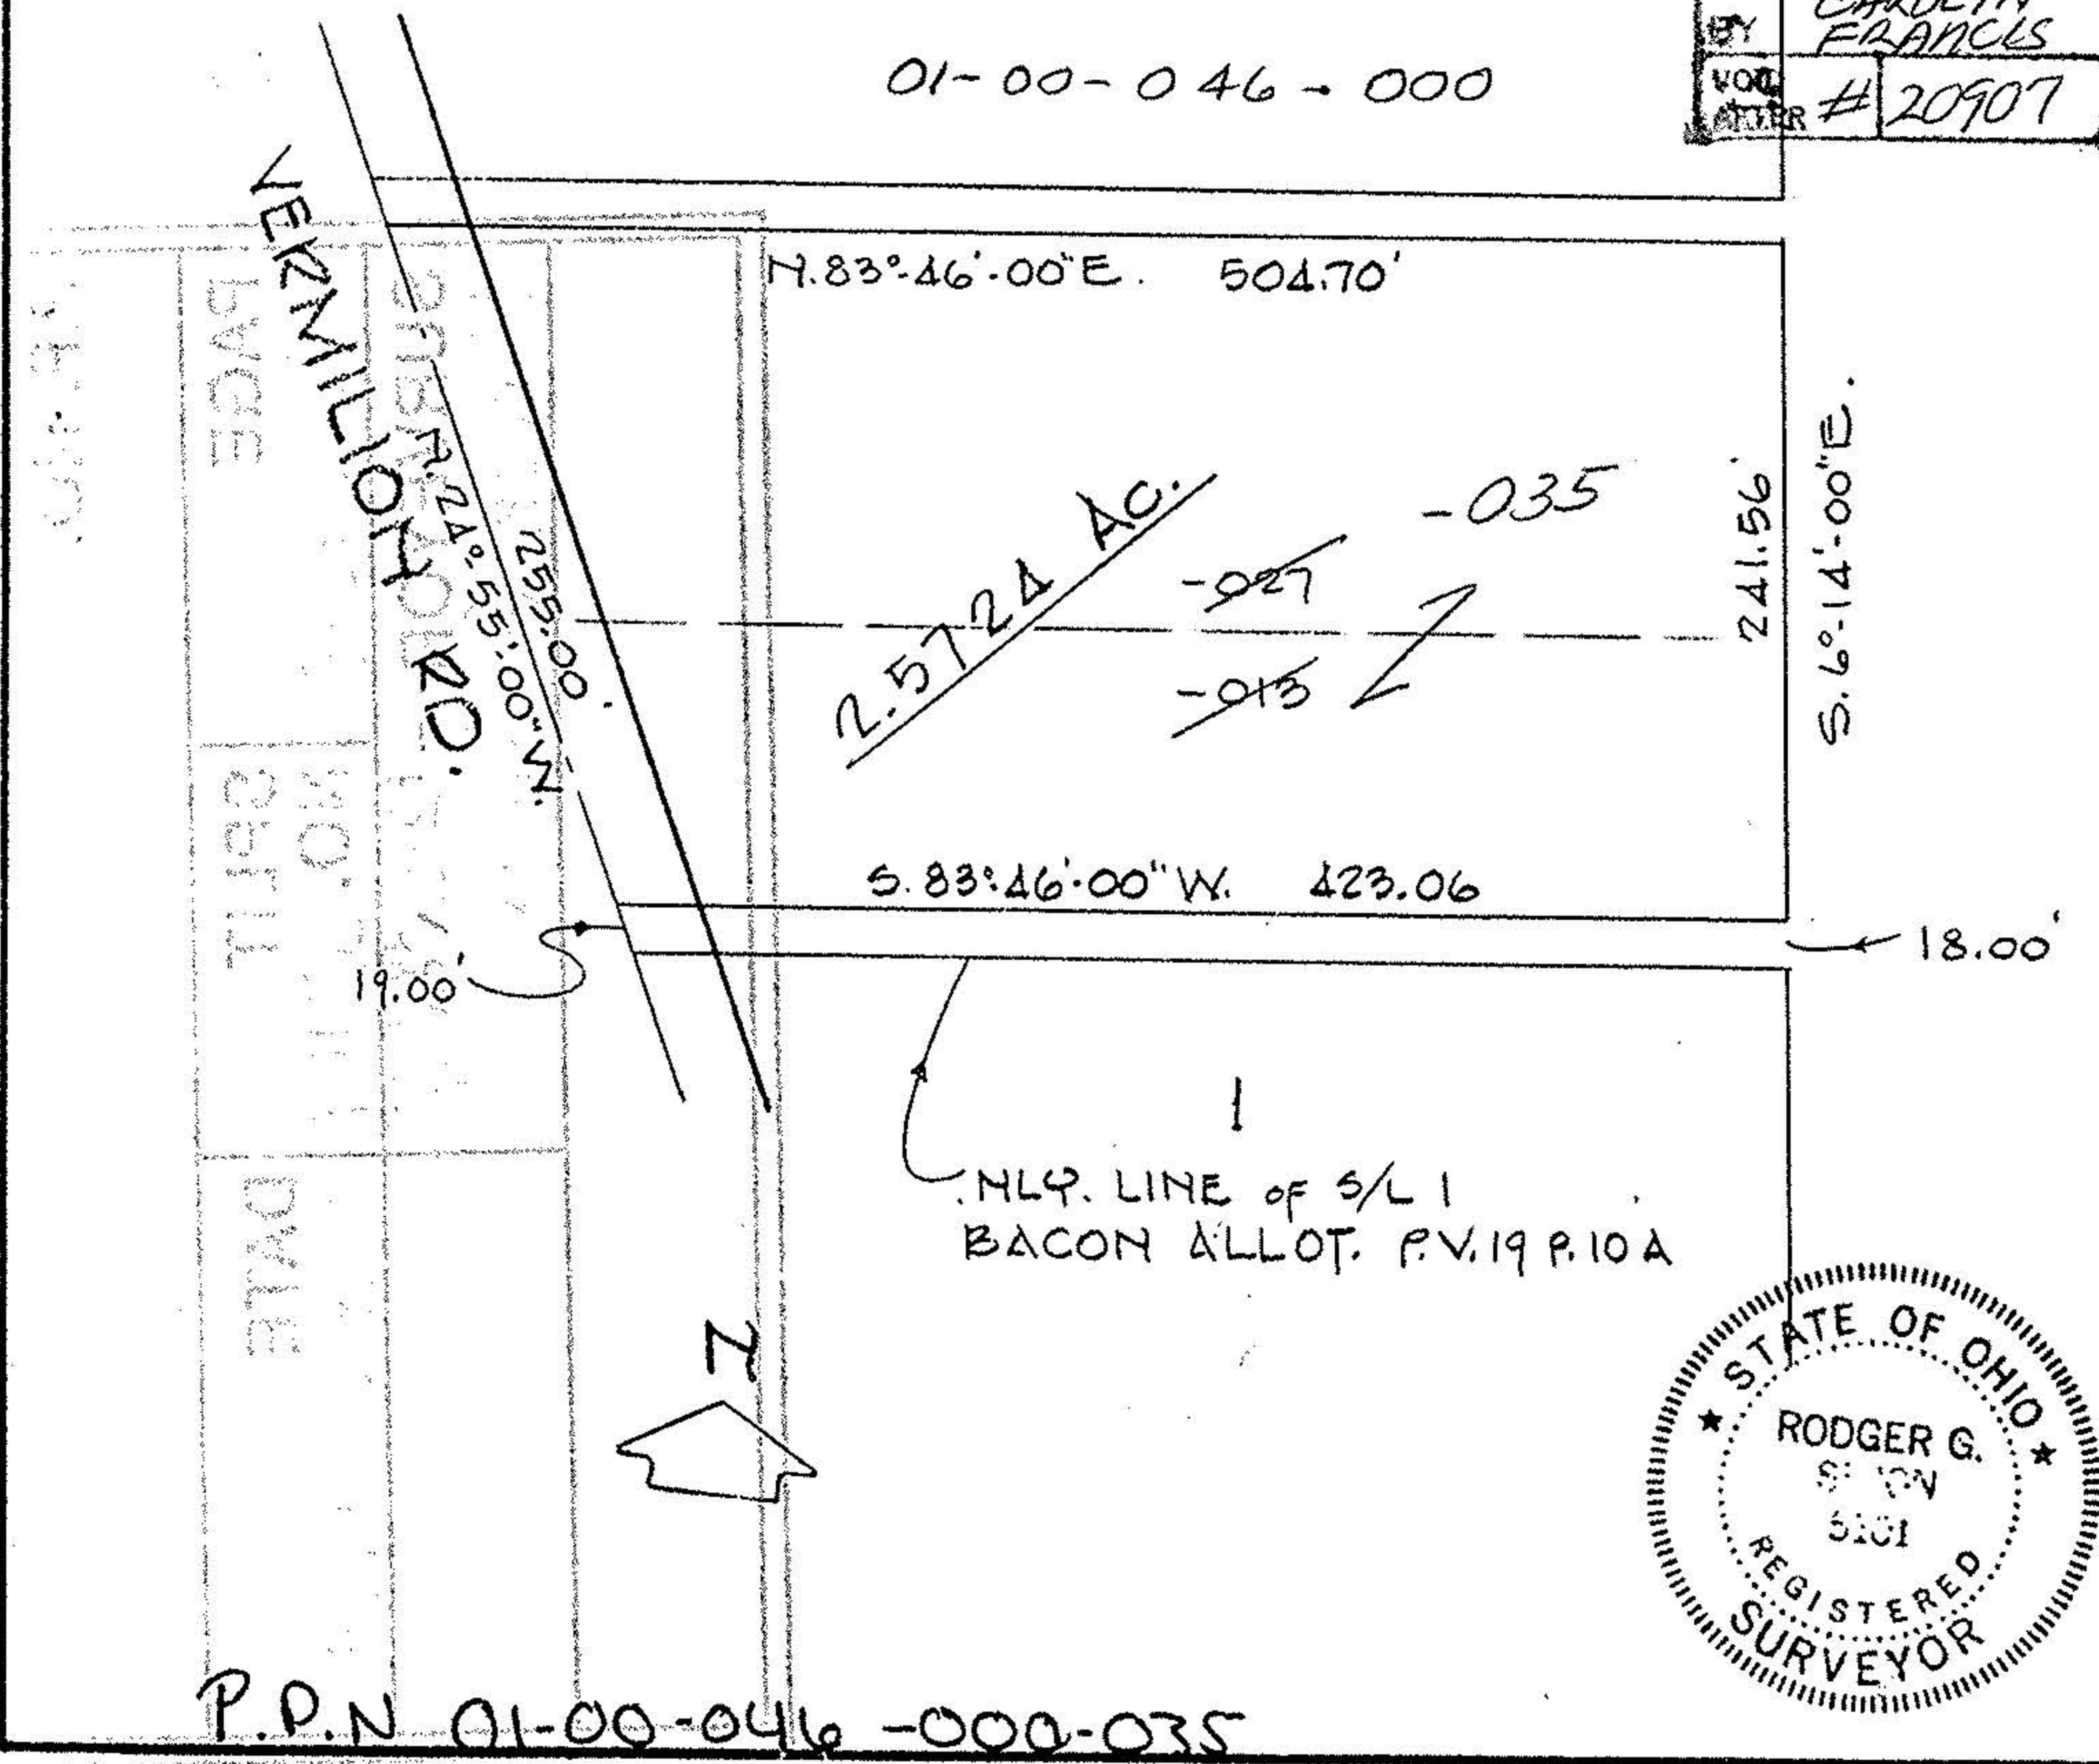 BY FRANCIS
# 20907
01-00-046-000
VERMILION RD.
N.83°-46'-00"E. 504.70'
N.24°-55'-00"W.
255.00'
2.5724 Ac.
-035
-027
-013
241.56'
S.6°-14'-00"E.
S.83°-46'-00"W. 423.06
18.00'
19.00'
1
NLY. LINE OF S/L 1
BACON ALLOT. P.V.19 P.10A
N
STATE OF OHIO
RODGER G.
REGISTERED
SURVEYOR
P.P.N 01-00-046-000-035